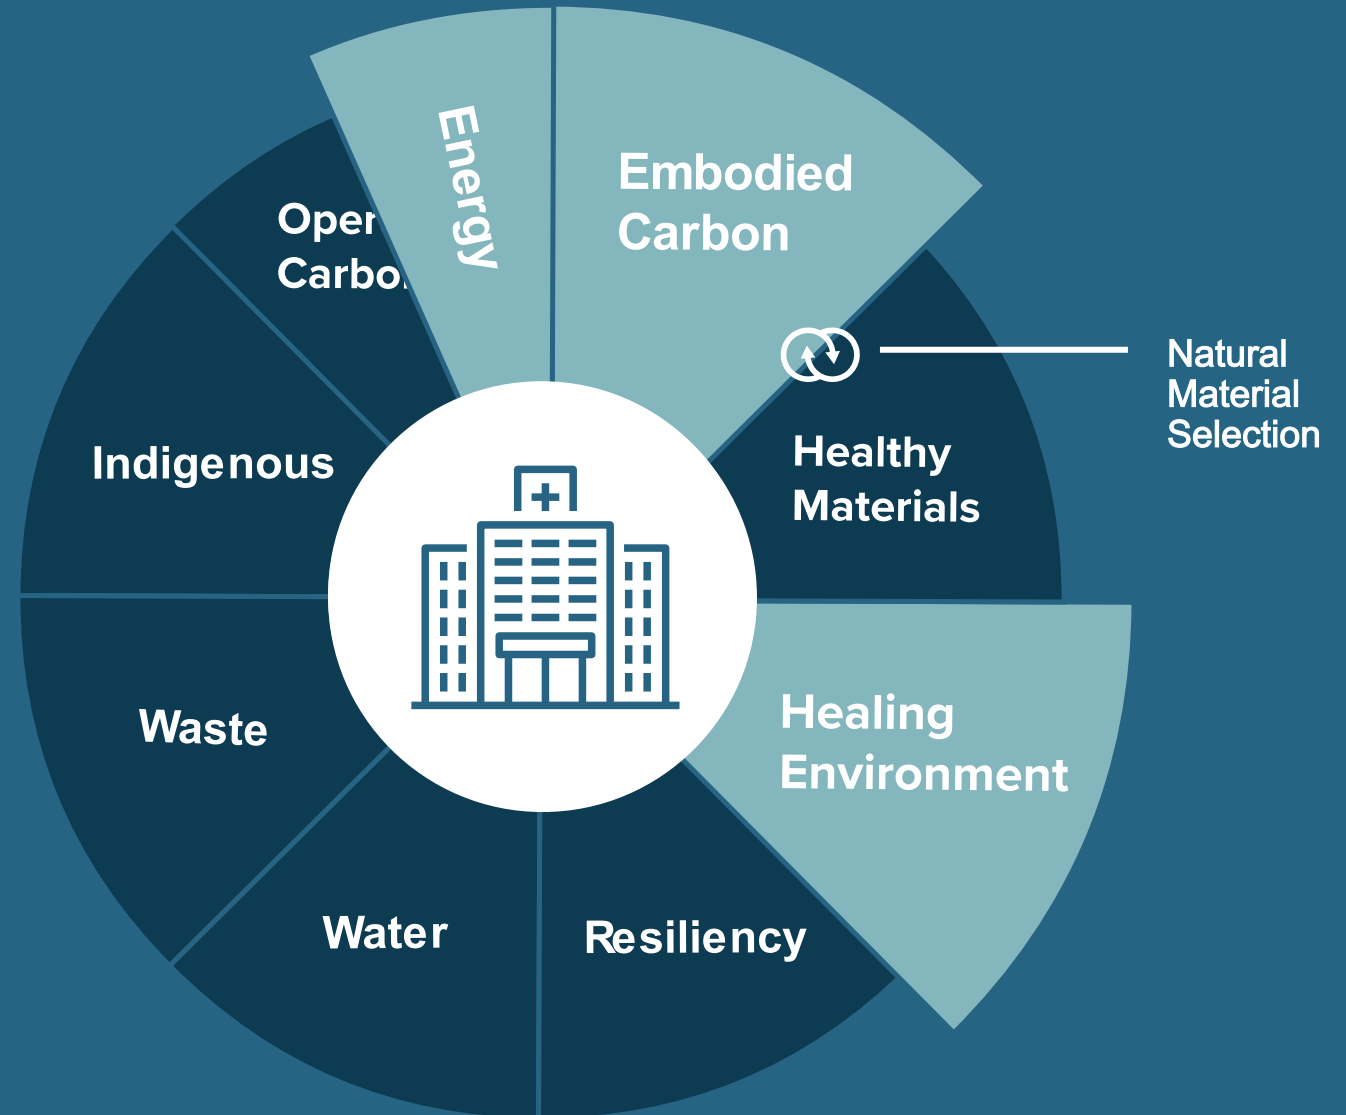 Energy
Embodied
Carbon
Natural
Material
Selection
Healthy
Materials
Healing
Environment
Resiliency
Water
Waste
Indigenous